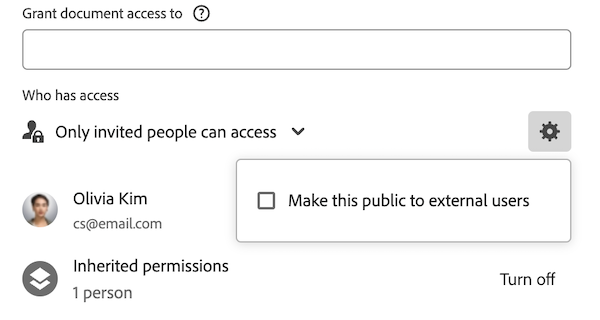 Grant document access to
Who has access
Only invited people can access
Olivia Kim
cs@email.com
Make this public to external users
Inherited permissions
1 person
Turn off